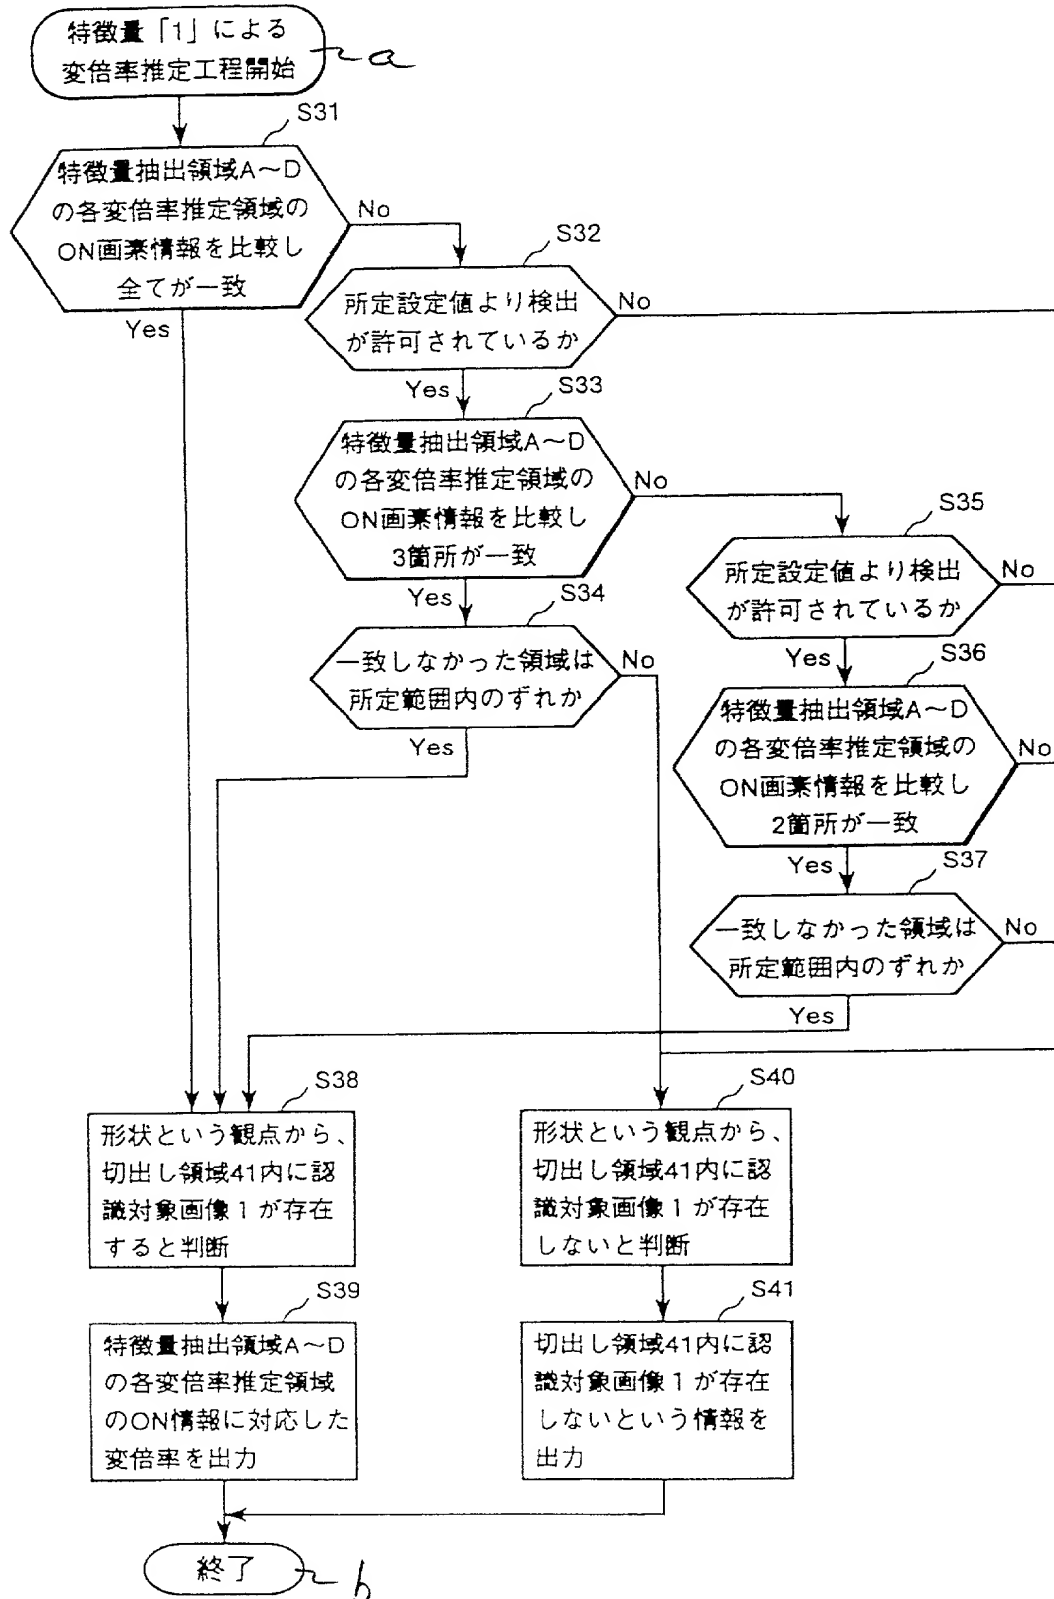 特徴量「1」による
変倍率推定工程開始
a
S31
特徴量抽出領域A～D
の各変倍率推定領域の
ON画素情報を比較し
全てが一致
No
Yes
S32
所定設定値より検出
が許可されているか
No
Yes
S33
特徴量抽出領域A～D
の各変倍率推定領域の
ON画素情報を比較し
3箇所が一致
No
Yes
S34
一致しなかった領域は
所定範囲内のずれか
No
Yes
S35
所定設定値より検出
が許可されているか
No
Yes
S36
特徴量抽出領域A～D
の各変倍率推定領域の
ON画素情報を比較し
2箇所が一致
No
Yes
S37
一致しなかった領域は
所定範囲内のずれか
No
Yes
S38
形状という観点から、
切出し領域41内に認
識対象画像1が存在
すると判断
S39
特徴量抽出領域A～D
の各変倍率推定領域
のON情報に対応した
変倍率を出力
S40
形状という観点から、
切出し領域41内に認
識対象画像1が存在
しないと判断
S41
切出し領域41内に認
識対象画像1が存在
しないという情報を
出力
終了
b